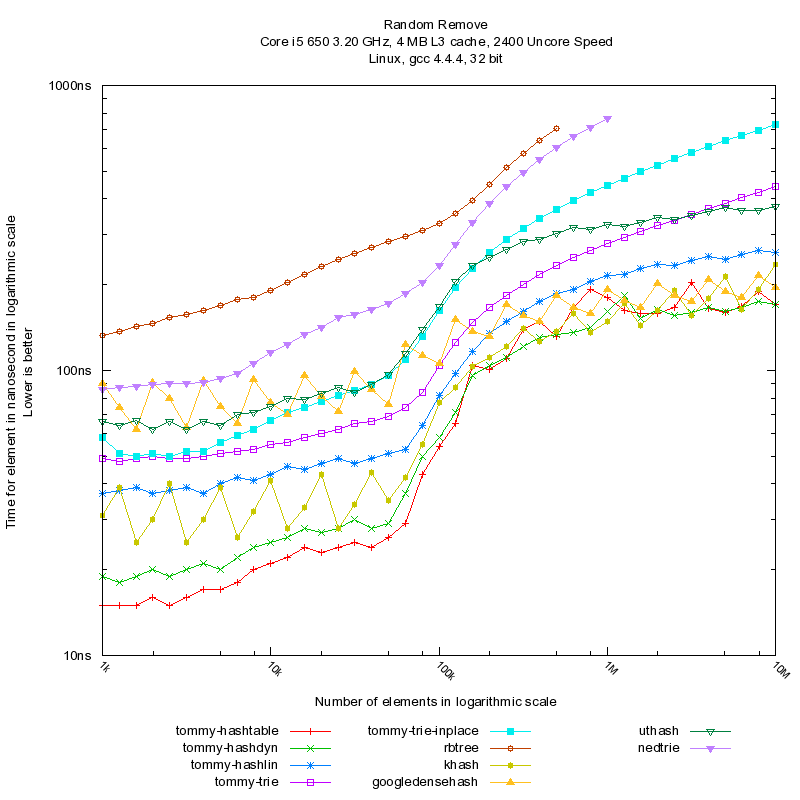 Random Remove
Core i5 650 3.20 GHz, 4 MB L3 cache, 2400 Uncore Speed
Linux, gcc 4.4.4, 32 bit
Time for element in nanosecond in logarithmic scale
Lower is better
1000ns
100ns
10ns
1k
10k
100k
1M
10M
Number of elements in logarithmic scale
tommy-hashtable
tommy-hashdyn
tommy-hashlin
tommy-trie
tommy-trie-inplace
rbtree
khash
googledensehash
uthash
nedtrie